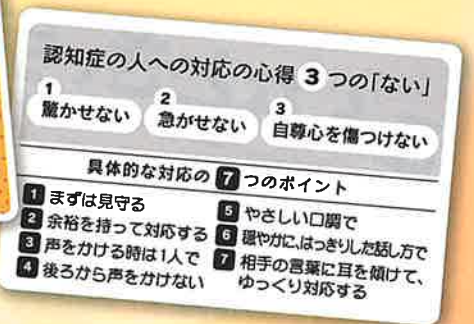 認知症の人への対応の心得 3 つの「ない」
1 驚かせない
2 急がせない
3 自尊心を傷つけない
具体的な対応の 7 つのポイント
1 まずは見守る
2 余裕を持って対応する
3 声をかける時は1人で
4 後ろから声をかけない
5 やさしい口調で
6 穏やかに、はっきりした話し方で
7 相手の言葉に耳を傾けて、
ゆっくり対応する